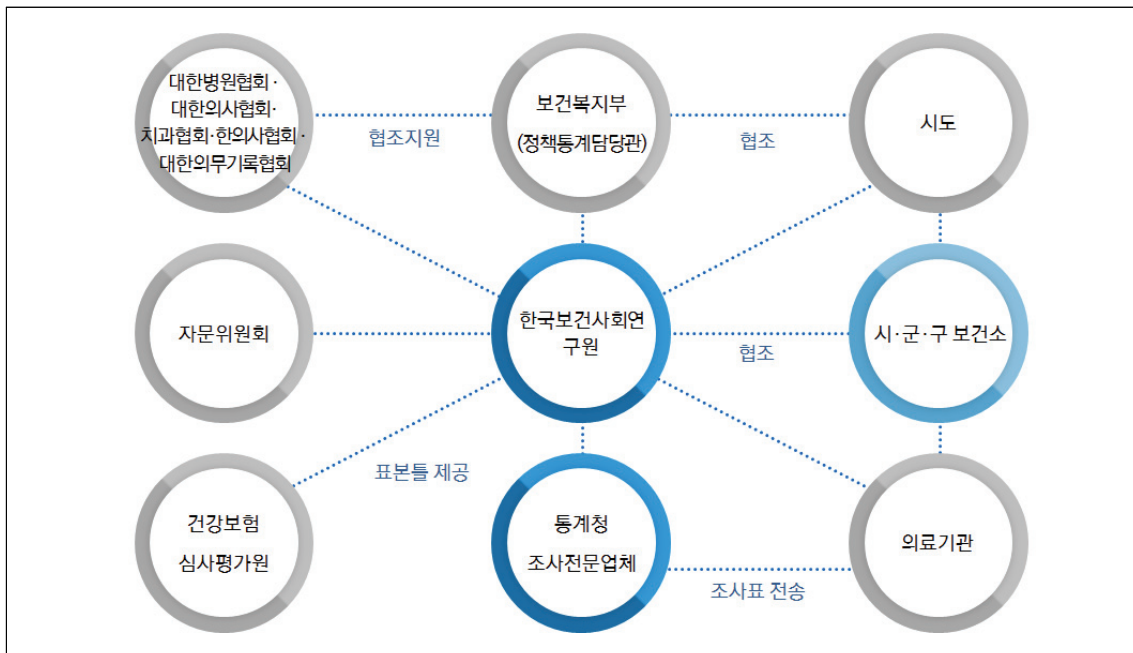 대한병원협회·
대한의사협회·
치과협회·한의사협회·
대한의무기록협회
협조지원
보건복지부
(정책통계담당관)
협조
시도
자문위원회
한국보건사회연
구원
협조
시·군·구 보건소
표본틀 제공
건강보험
심사평가원
통계청
조사전문업체
조사표 전송
의료기관